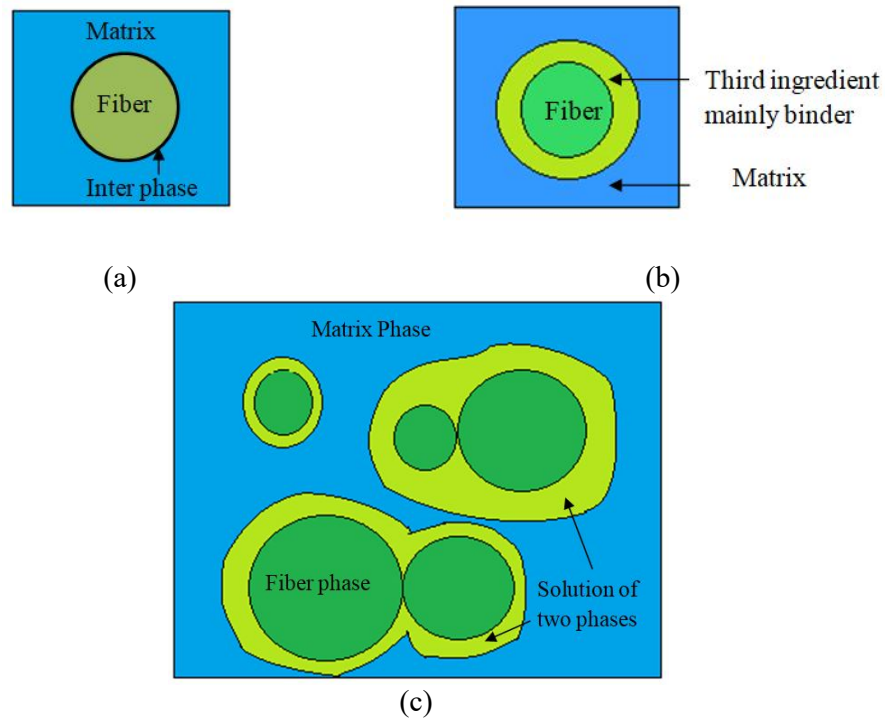 Matrix
Fiber
Inter phase
(a)
Fiber
Third ingredient
mainly binder
Matrix
(b)
Matrix Phase
Fiber phase
Solution of
two phases
(c)